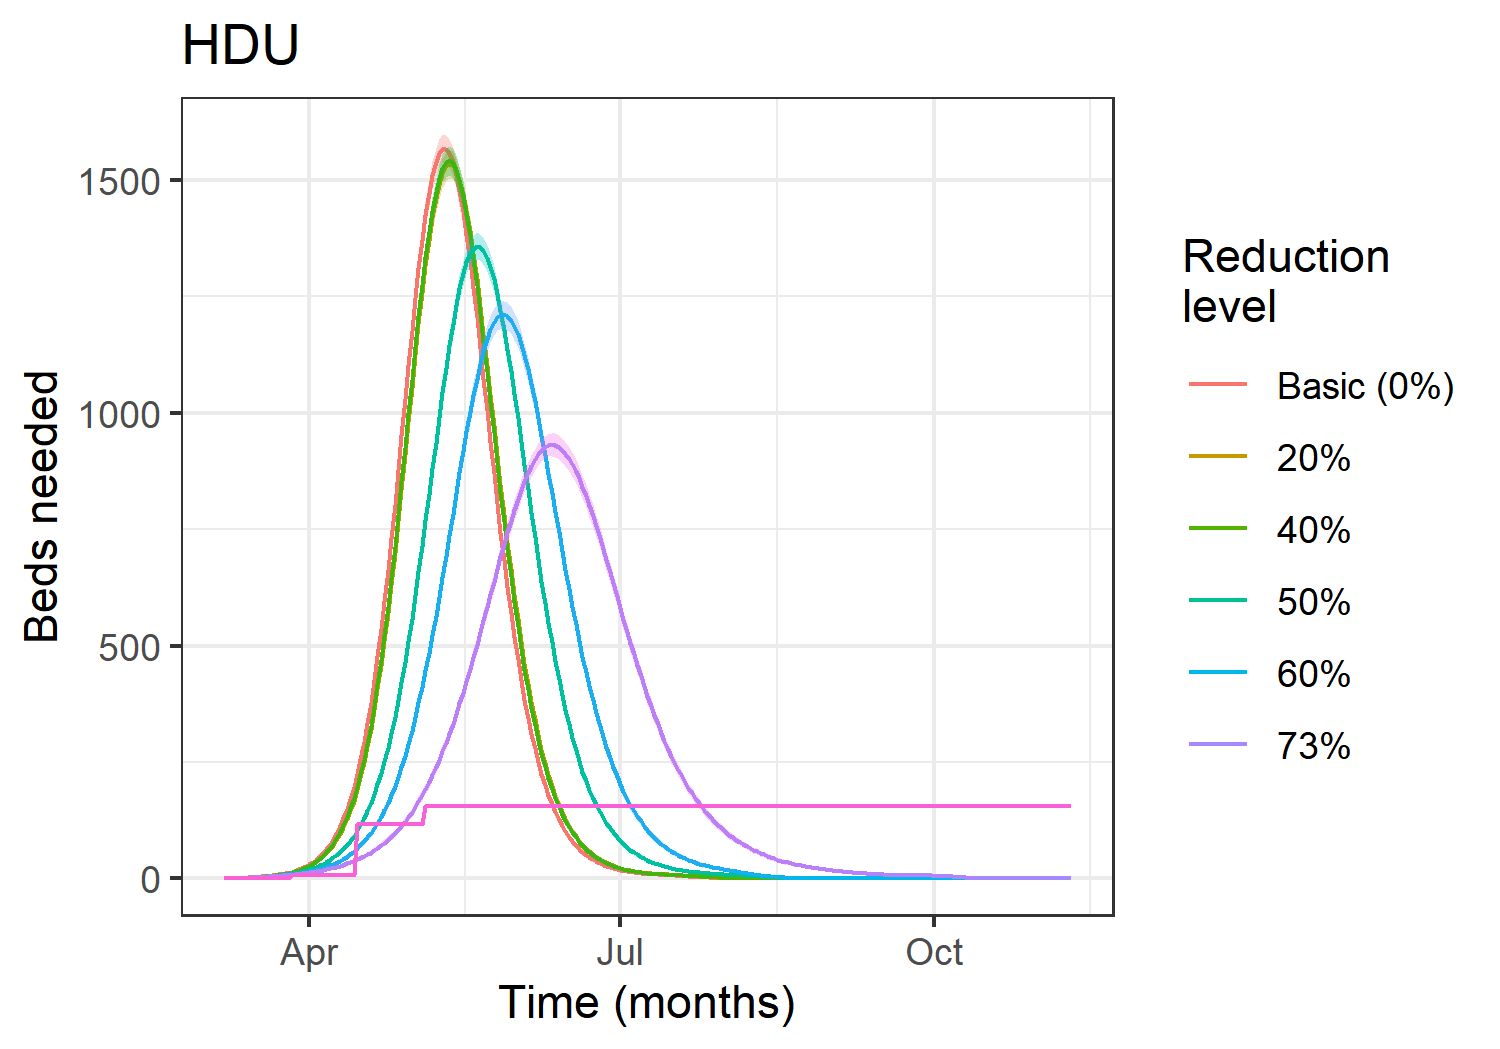 HDU
1500
1000
500
0
Beds needed
Apr
Jul
Oct
Time (months)
Reduction
level
Basic (0%)
20%
40%
50%
60%
73%